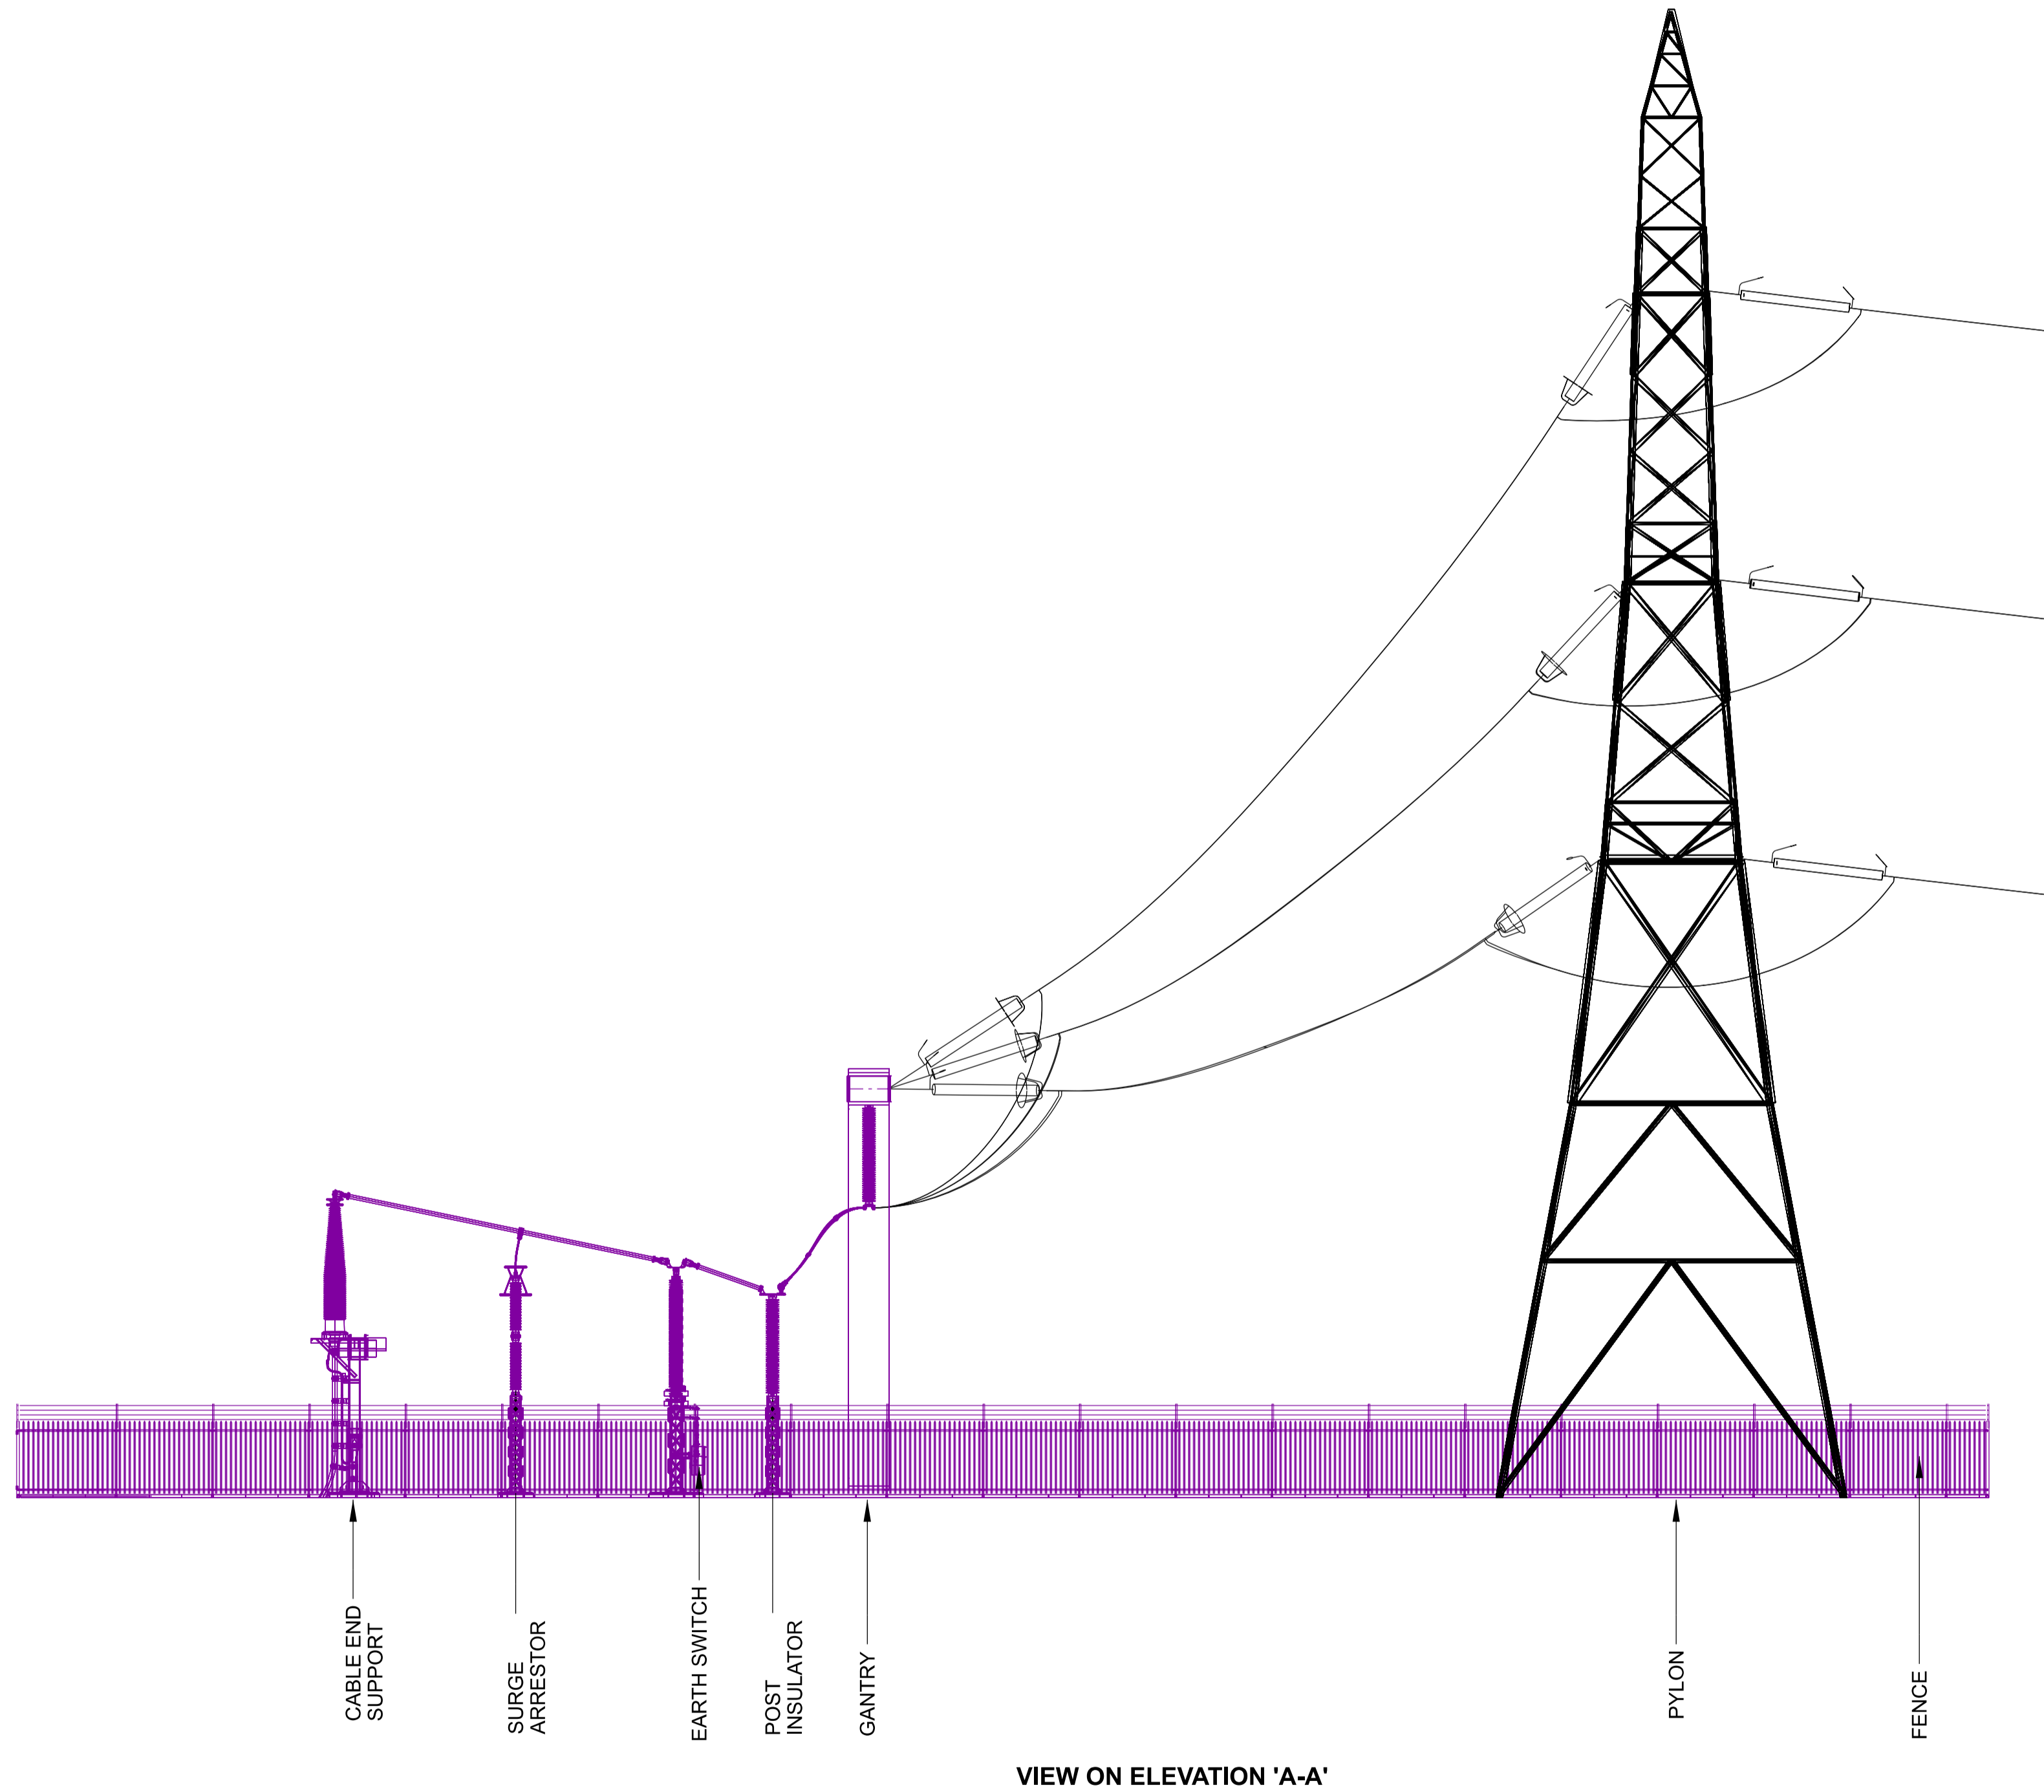 CABLE END
SUPPORT
SURGE
ARRESTOR
EARTH SWITCH
POST
INSULATOR
GANTRY
PYLON
FENCE
VIEW ON ELEVATION 'A-A'